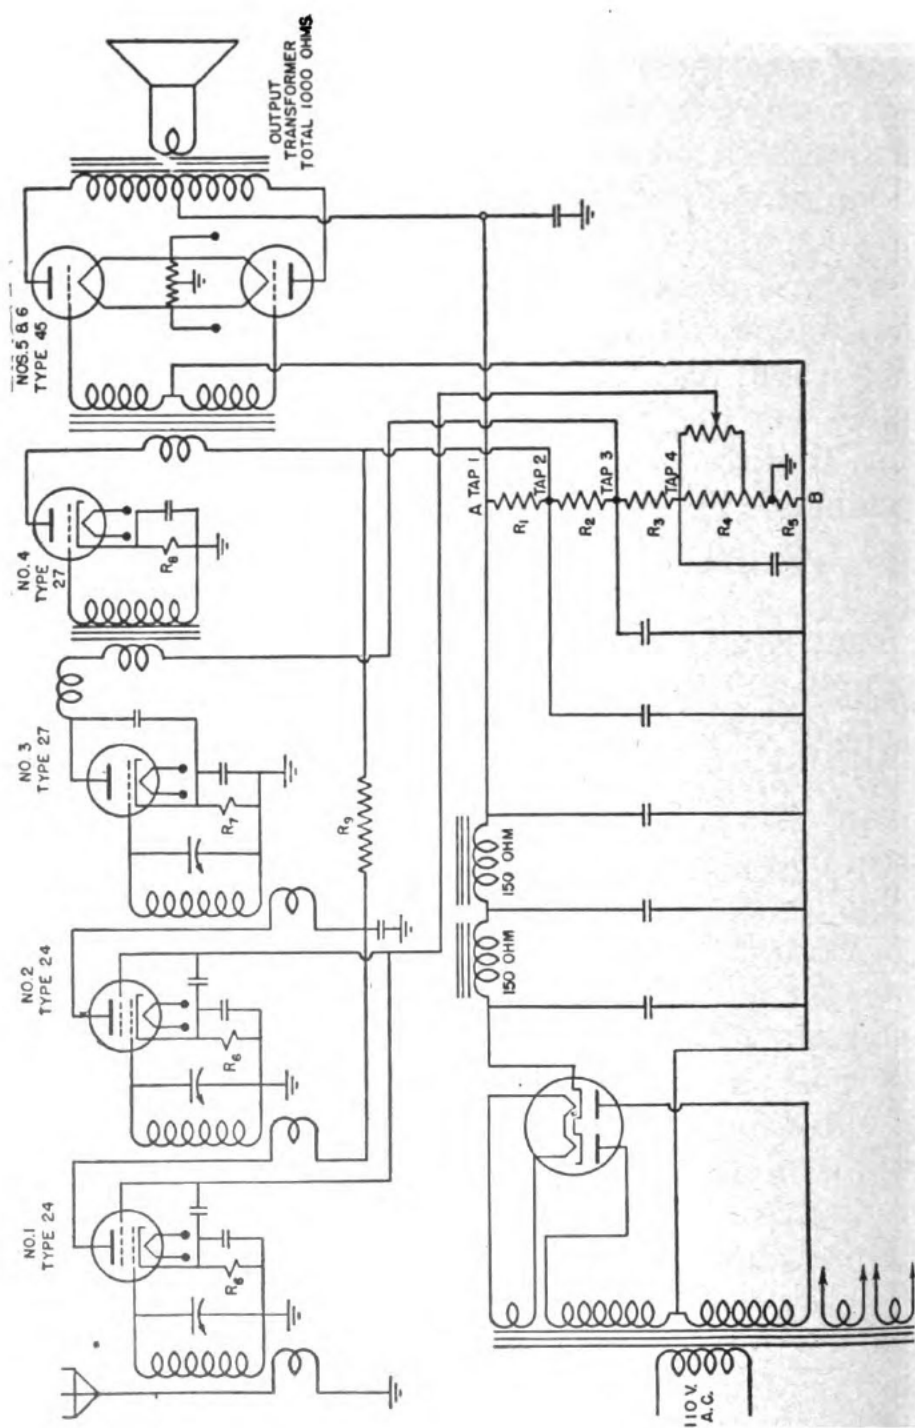 NO.1
TYPE 24
NO.2
TYPE 24
NO. 3
TYPE 27
NO. 4
TYPE
27
NOS. 5 & 6
TYPE 45
OUTPUT
TRANSFORMER
TOTAL 1000 OHMS.
R6
R6
R7
R8
R9
150 OHM
150 OHM
A TAP 1
R1
TAP 2
R2
TAP 3
R3
TAP 4
R4
R5
B
110 V.
A.C.